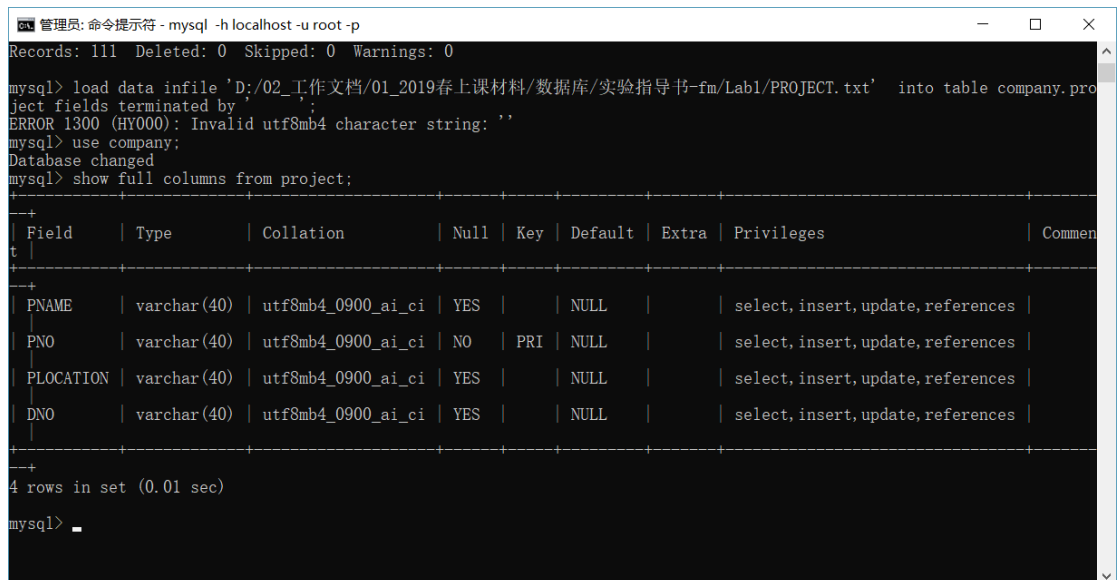 管理员: 命令提示符 - mysql -h localhost -u root -p
Records: 111  Deleted: 0  Skipped: 0  Warnings: 0
mysql> load data infile 'D:/02_工作文档/01_2019春上课材料/数据库/实验指导书-fm/Lab1/PROJECT.txt'  into table company.pro
ject fields terminated by '     ';
ERROR 1300 (HY000): Invalid utf8mb4 character string: ''
mysql> use company;
Database changed
mysql> show full columns from project;
+-----------+-------------+--------------------+------+-----+---------+-------+---------------------------------+-------
--+
| Field     | Type        | Collation          | Null | Key | Default | Extra | Privileges                      | Commen
t |
+-----------+-------------+--------------------+------+-----+---------+-------+---------------------------------+-------
--+
| PNAME     | varchar(40) | utf8mb4_0900_ai_ci | YES  |     | NULL    |       | select,insert,update,references |
  |
| PNO       | varchar(40) | utf8mb4_0900_ai_ci | NO   | PRI | NULL    |       | select,insert,update,references |
  |
| PLOCATION | varchar(40) | utf8mb4_0900_ai_ci | YES  |     | NULL    |       | select,insert,update,references |
  |
| DNO       | varchar(40) | utf8mb4_0900_ai_ci | YES  |     | NULL    |       | select,insert,update,references |
  |
+-----------+-------------+--------------------+------+-----+---------+-------+---------------------------------+-------
--+
4 rows in set (0.01 sec)
mysql>